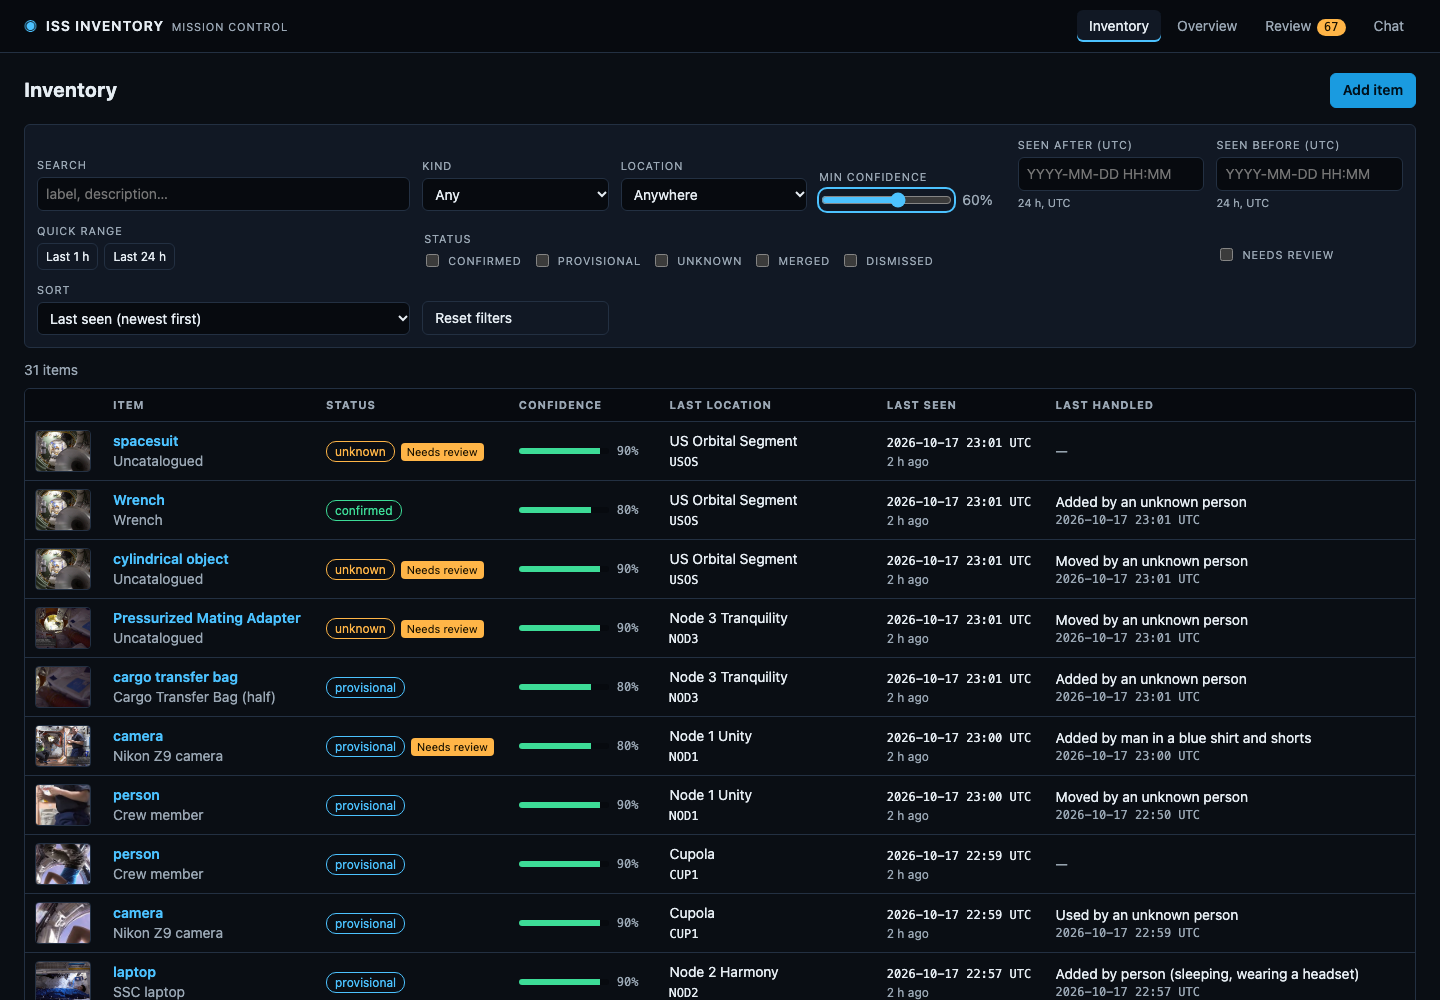 ISS INVENTORY MISSION CONTROL
Inventory Overview Review 67 Chat
Inventory
Add item
SEARCH
label, description...
KIND
Any
LOCATION
Anywhere
MIN CONFIDENCE
60%
SEEN AFTER (UTC)
YYYY-MM-DD HH:MM
24 h, UTC
SEEN BEFORE (UTC)
YYYY-MM-DD HH:MM
24 h, UTC
QUICK RANGE
Last 1 h Last 24 h
STATUS
CONFIRMED PROVISIONAL UNKNOWN MERGED DISMISSED
NEEDS REVIEW
SORT
Last seen (newest first)
Reset filters
31 items
ITEM STATUS CONFIDENCE LAST LOCATION LAST SEEN LAST HANDLED
spacesuit
Uncatalogued
unknown Needs review
90%
US Orbital Segment
USOS
2026-10-17 23:01 UTC
2 h ago
—
Wrench
Wrench
confirmed
80%
US Orbital Segment
USOS
2026-10-17 23:01 UTC
2 h ago
Added by an unknown person
2026-10-17 23:01 UTC
cylindrical object
Uncatalogued
unknown Needs review
90%
US Orbital Segment
USOS
2026-10-17 23:01 UTC
2 h ago
Moved by an unknown person
2026-10-17 23:01 UTC
Pressurized Mating Adapter
Uncatalogued
unknown Needs review
90%
Node 3 Tranquility
NOD3
2026-10-17 23:01 UTC
2 h ago
Moved by an unknown person
2026-10-17 23:01 UTC
cargo transfer bag
Cargo Transfer Bag (half)
provisional
80%
Node 3 Tranquility
NOD3
2026-10-17 23:01 UTC
2 h ago
Added by an unknown person
2026-10-17 23:01 UTC
camera
Nikon Z9 camera
provisional Needs review
80%
Node 1 Unity
NOD1
2026-10-17 23:00 UTC
2 h ago
Added by man in a blue shirt and shorts
2026-10-17 23:00 UTC
person
Crew member
provisional
90%
Node 1 Unity
NOD1
2026-10-17 23:00 UTC
2 h ago
Moved by an unknown person
2026-10-17 22:50 UTC
person
Crew member
provisional
90%
Cupola
CUP1
2026-10-17 22:59 UTC
2 h ago
—
camera
Nikon Z9 camera
provisional
90%
Cupola
CUP1
2026-10-17 22:59 UTC
2 h ago
Used by an unknown person
2026-10-17 22:59 UTC
laptop
SSC laptop
provisional
90%
Node 2 Harmony
NOD2
2026-10-17 22:57 UTC
2 h ago
Added by person (sleeping, wearing a headset)
2026-10-17 22:57 UTC